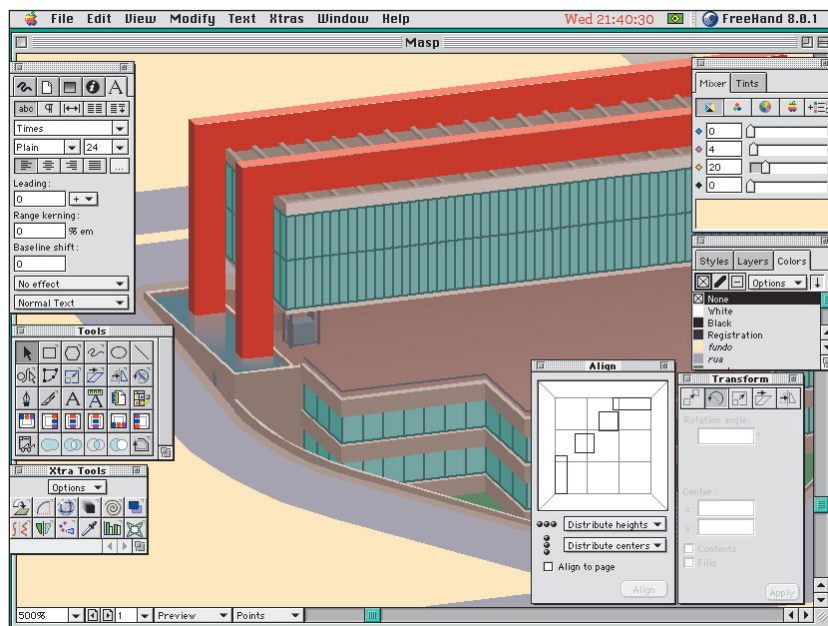 File Edit View Modify Text Xtras Window Help Wed 21:40:30 FreeHand 8.0.1
Masp
abc
Times
Plain 24
Leading:
0 +
Range kerning:
0 % em
Baseline shift:
0
No effect
Normal Text
Tools
Xtra Tools
Options
Mixer Tints
0
4
20
0
Styles Layers Colors
Options
None
White
Black
Registration
fundo
rua
Align
Distribute heights
Distribute centers
Align to page
Align
Transform
Rotation angle:
Center:
x:
y:
Contents
Fills
Apply
500% 1 Preview Points